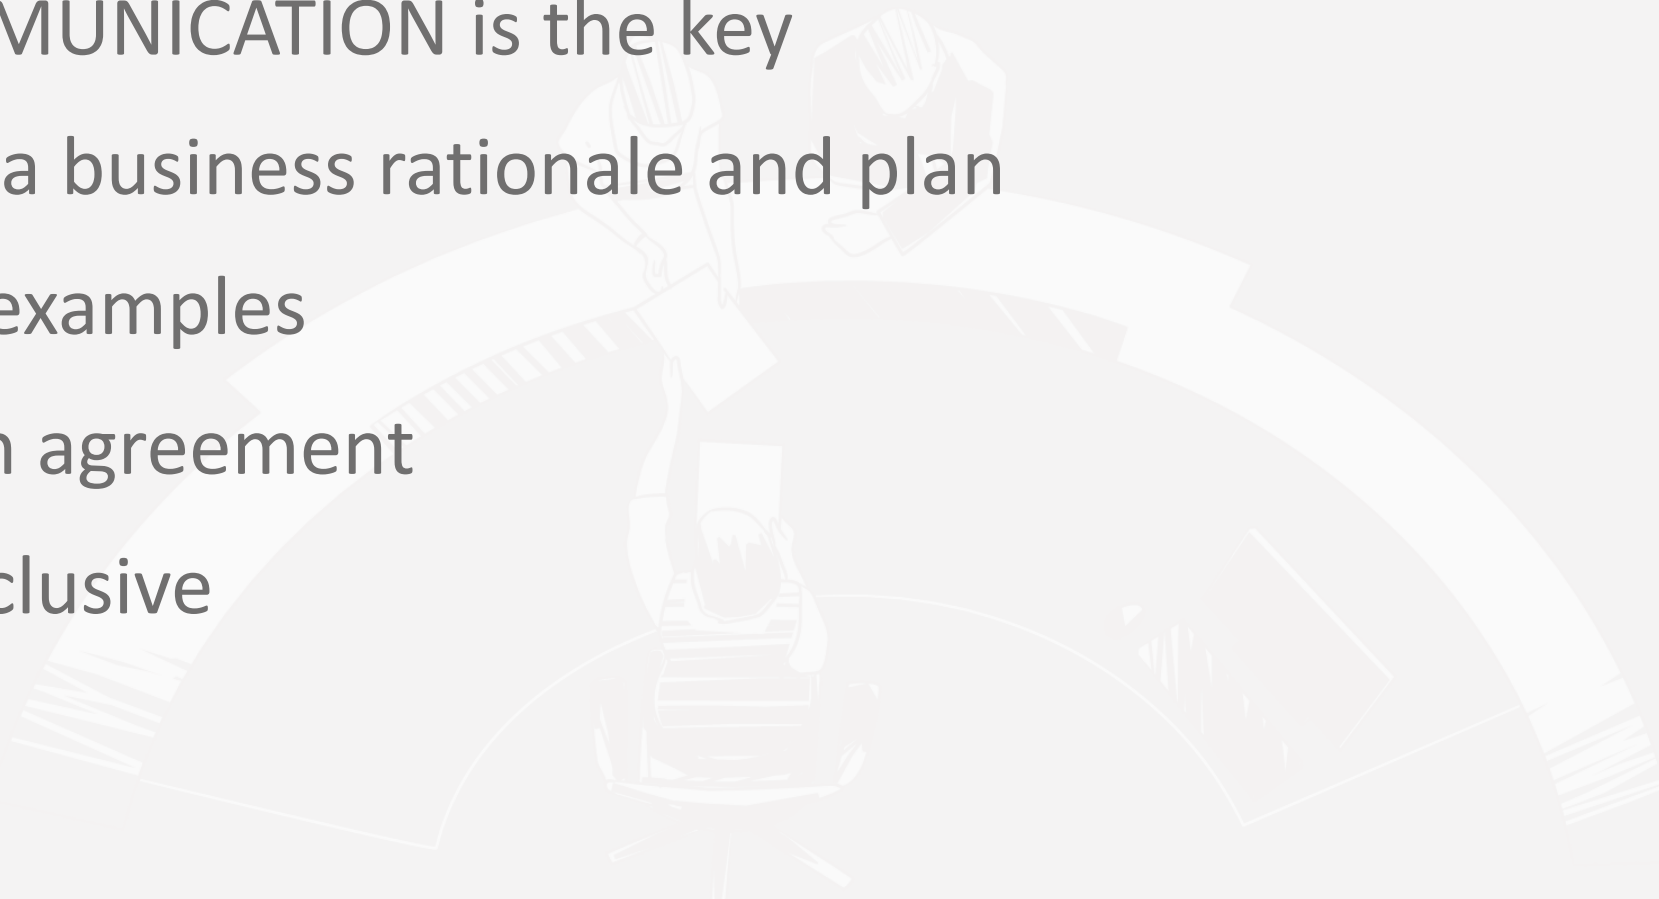 MUNICATION is the key
a business rationale and plan
examples
n agreement
clusive